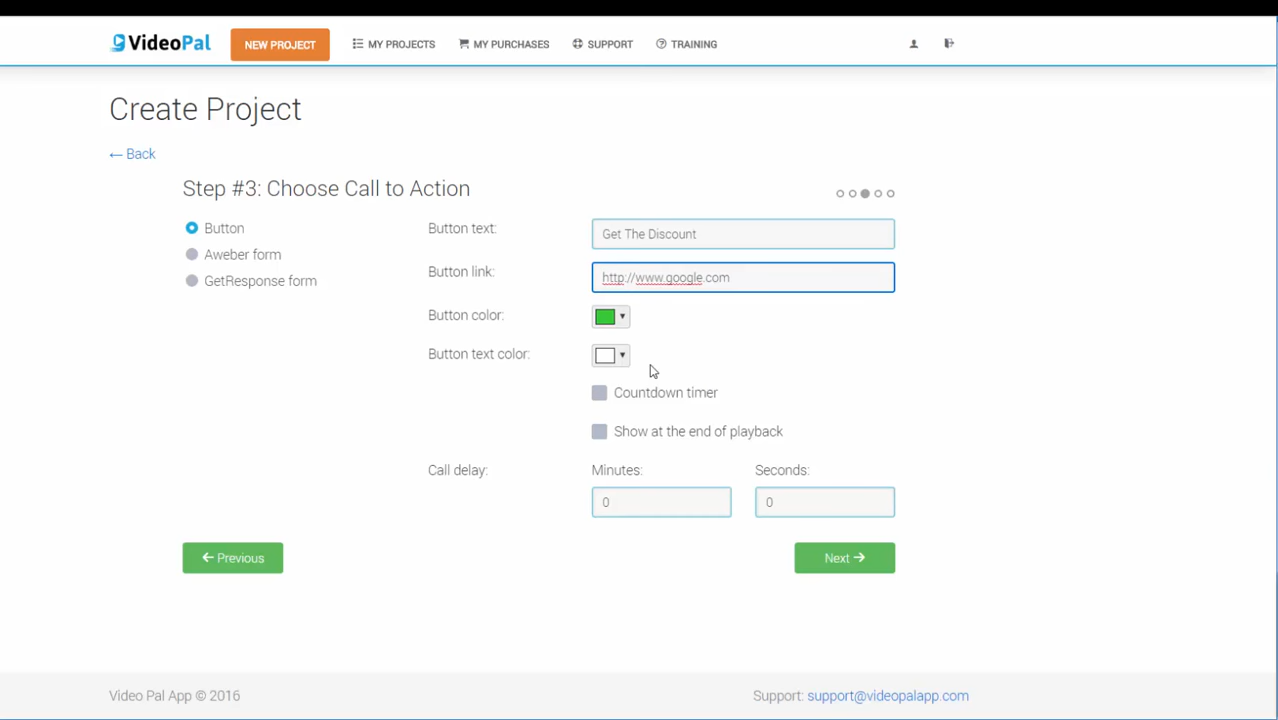 VideoPal NEW PROJECT MY PROJECTS MY PURCHASES SUPPORT TRAINING
Create Project
← Back
Step #3: Choose Call to Action
Button
Aweber form
GetResponse form
Button text: Get The Discount
Button link: http://www.google.com
Button color:
Button text color:
Countdown timer
Show at the end of playback
Call delay: Minutes: Seconds:
0 0
← Previous Next →
Video Pal App © 2016 Support: support@videopalapp.com